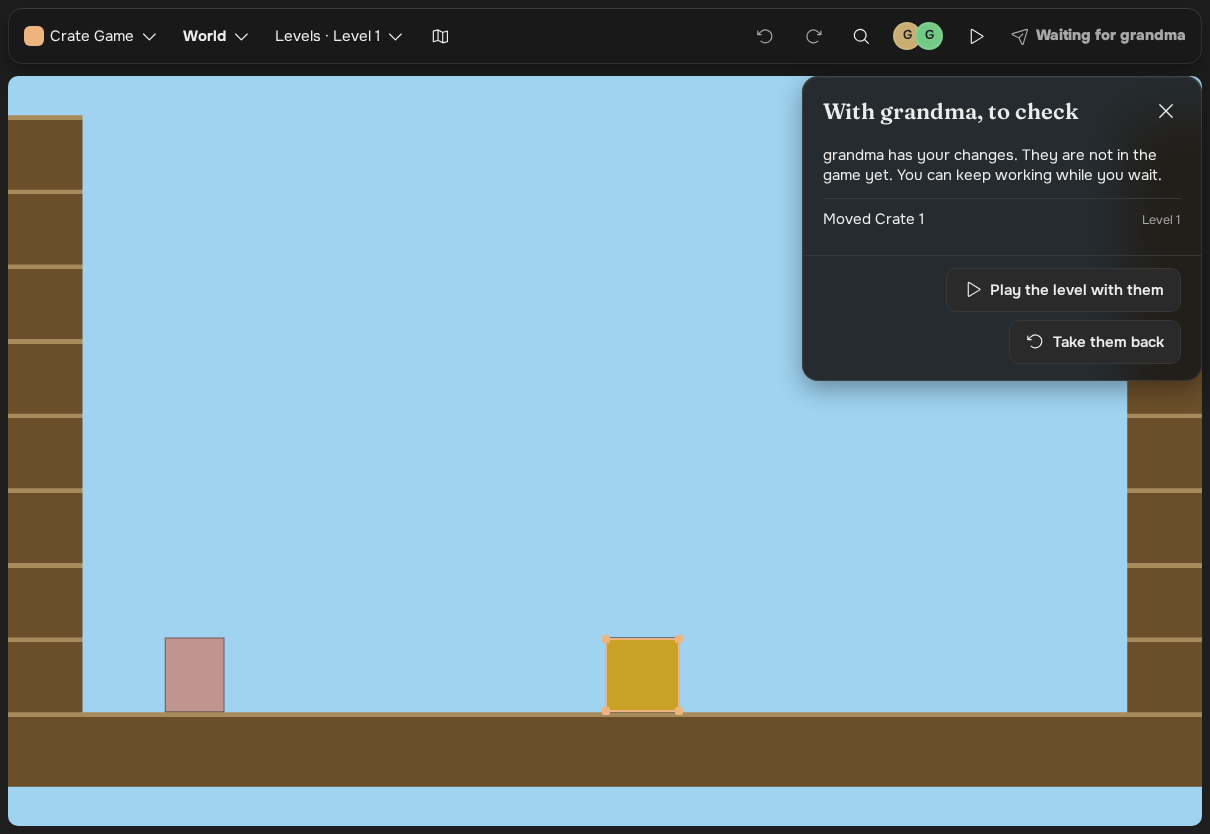 Crate Game World Levels · Level 1 G G Waiting for grandma
With grandma, to check
grandma has your changes. They are not in the
game yet. You can keep working while you wait.
Moved Crate 1 Level 1
Play the level with them
Take them back